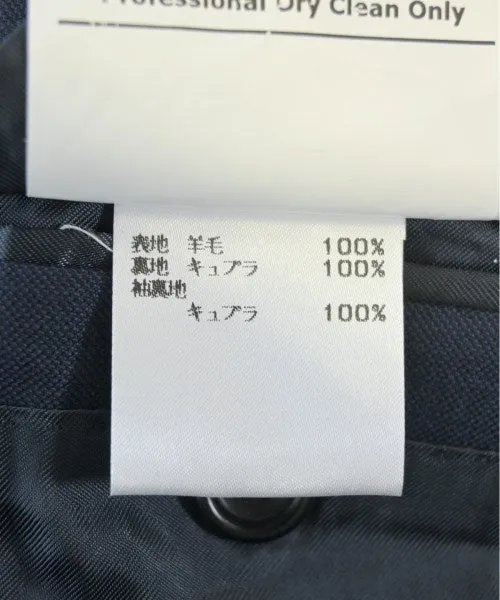 Professional Dry Clean Only
表地 羊毛 100%
裏地 キュプラ 100%
袖裏地
キュプラ 100%